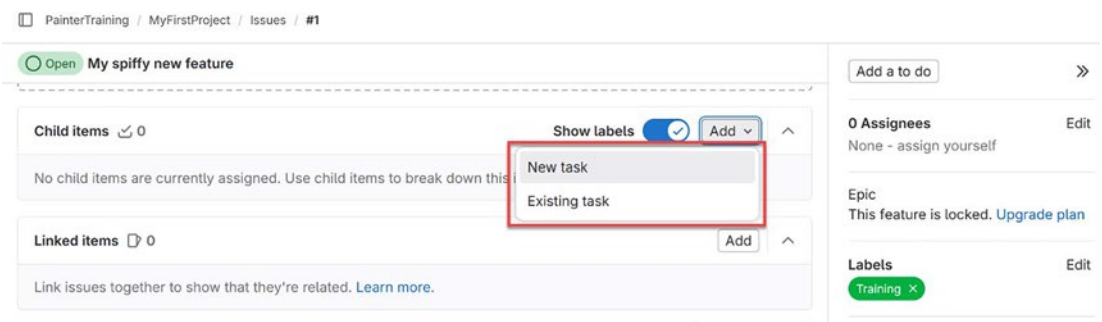 PainterTraining / MyFirstProject / Issues / #1
Open My spiffy new feature
Child items 0 Show labels Add
New task
Existing task
No child items are currently assigned. Use child items to break down this
Linked items 0 Add
Link issues together to show that they're related. Learn more.
Add a to do
0 Assignees Edit
None - assign yourself
Epic
This feature is locked. Upgrade plan
Labels Edit
Training